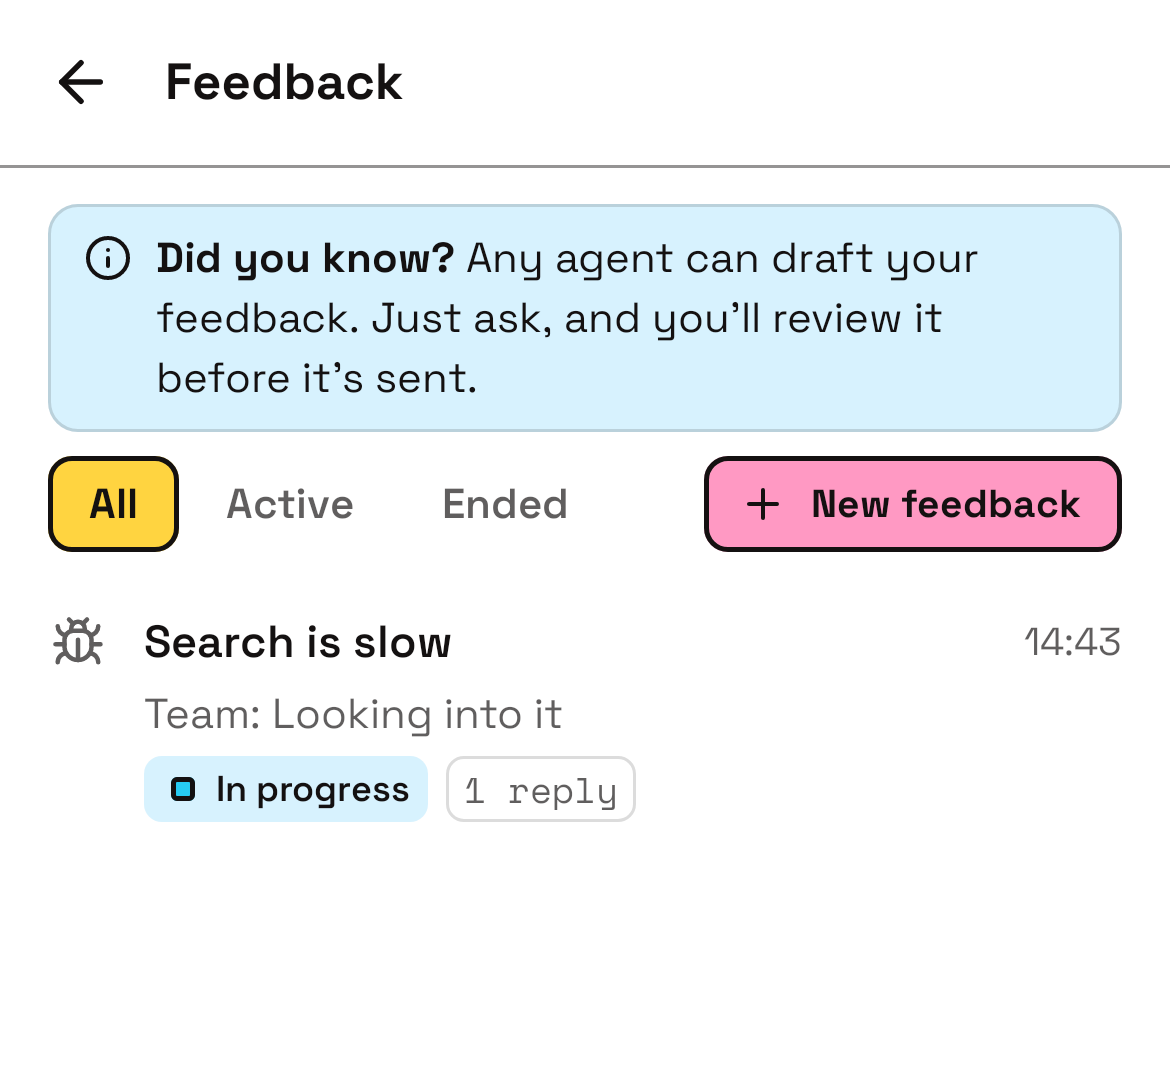 Feedback
Did you know? Any agent can draft your
feedback. Just ask, and you’ll review it
before it’s sent.
All Active Ended + New feedback
Search is slow 14:43
Team: Looking into it
In progress 1 reply